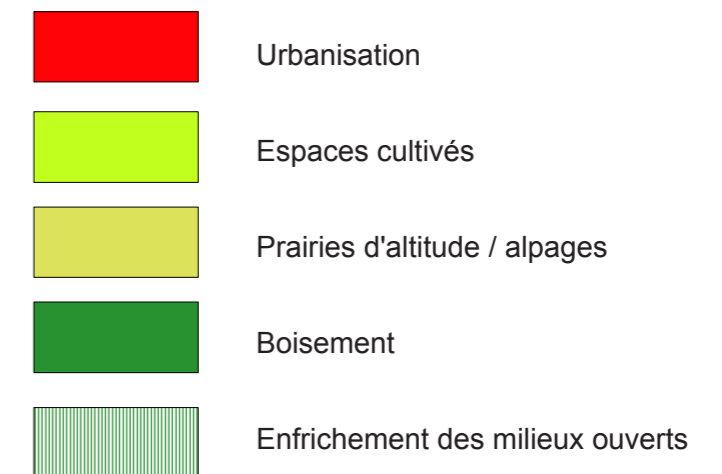 Urbanisation
Espaces cultivés
Prairies d'altitude / alpages
Boisement
Enfrichement des milieux ouverts